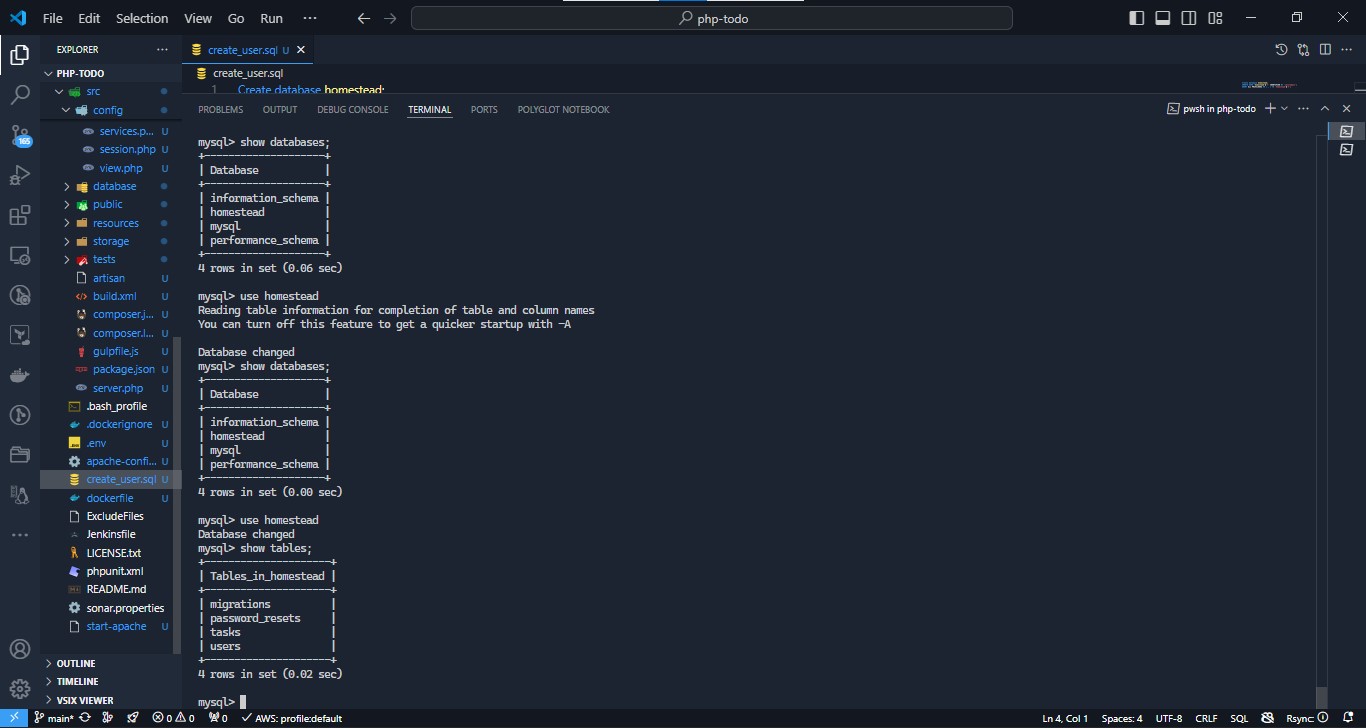 File Edit Selection View Go Run ··· php-todo
EXPLORER ···
PHP-TODO
src
config
services.p... U
session.php U
view.php U
database
public
resources
storage
tests
artisan U
build.xml U
composer.j... U
composer.l... U
gulpfile.js U
package.json U
server.php U
.bash_profile
.dockerignore U
.env U
apache-confi... U
create_user.sql U
dockerfile U
ExcludeFiles
Jenkinsfile
LICENSE.txt
phpunit.xml
README.md
sonar.properties
start-apache U
OUTLINE
TIMELINE
VSIX VIEWER
165
create_user.sql U
create_user.sql
1 Create database homestead;
PROBLEMS OUTPUT DEBUG CONSOLE TERMINAL PORTS POLYGLOT NOTEBOOK
pwsh in php-todo
mysql> show databases;
+--------------------+
| Database           |
+--------------------+
| information_schema |
| homestead          |
| mysql              |
| performance_schema |
+--------------------+
4 rows in set (0.06 sec)
mysql> use homestead
Reading table information for completion of table and column names
You can turn off this feature to get a quicker startup with -A
Database changed
mysql> show databases;
+--------------------+
| Database           |
+--------------------+
| information_schema |
| homestead          |
| mysql              |
| performance_schema |
+--------------------+
4 rows in set (0.00 sec)
mysql> use homestead
Database changed
mysql> show tables;
+---------------------+
| Tables_in_homestead |
+---------------------+
| migrations          |
| password_resets     |
| tasks               |
| users               |
+---------------------+
4 rows in set (0.02 sec)
mysql>
main* 0 0 0 AWS: profile:default Ln 4, Col 1 Spaces: 4 UTF-8 CRLF SQL Rsync: